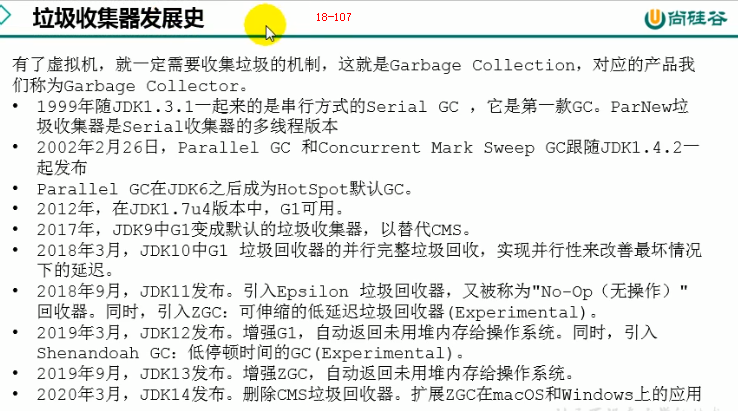 垃圾收集器发展史
18-107
尚硅谷
有了虚拟机，就一定需要收集垃圾的机制，这就是Garbage Collection，对应的产品我
们称为Garbage Collector。
• 1999年随JDK1.3.1一起来的是串行方式的Serial GC ，它是第一款GC。ParNew垃
圾收集器是Serial收集器的多线程版本
• 2002年2月26日，Parallel GC 和Concurrent Mark Sweep GC跟随JDK1.4.2一
起发布
• Parallel GC在JDK6之后成为HotSpot默认GC。
• 2012年，在JDK1.7u4版本中，G1可用。
• 2017年，JDK9中G1变成默认的垃圾收集器，以替代CMS。
• 2018年3月，JDK10中G1 垃圾回收器的并行完整垃圾回收，实现并行性来改善最坏情况
下的延迟。
• 2018年9月，JDK11发布。引入Epsilon 垃圾回收器，又被称为"No-Op（无操作）"
回收器。同时，引入ZGC：可伸缩的低延迟垃圾回收器(Experimental)。
• 2019年3月，JDK12发布。增强G1，自动返回未用堆内存给操作系统。同时，引入
Shenandoah GC：低停顿时间的GC(Experimental)。
• 2019年9月，JDK13发布。增强ZGC，自动返回未用堆内存给操作系统。
• 2020年3月，JDK14发布。删除CMS垃圾回收器。扩展ZGC在macOS和Windows上的应用